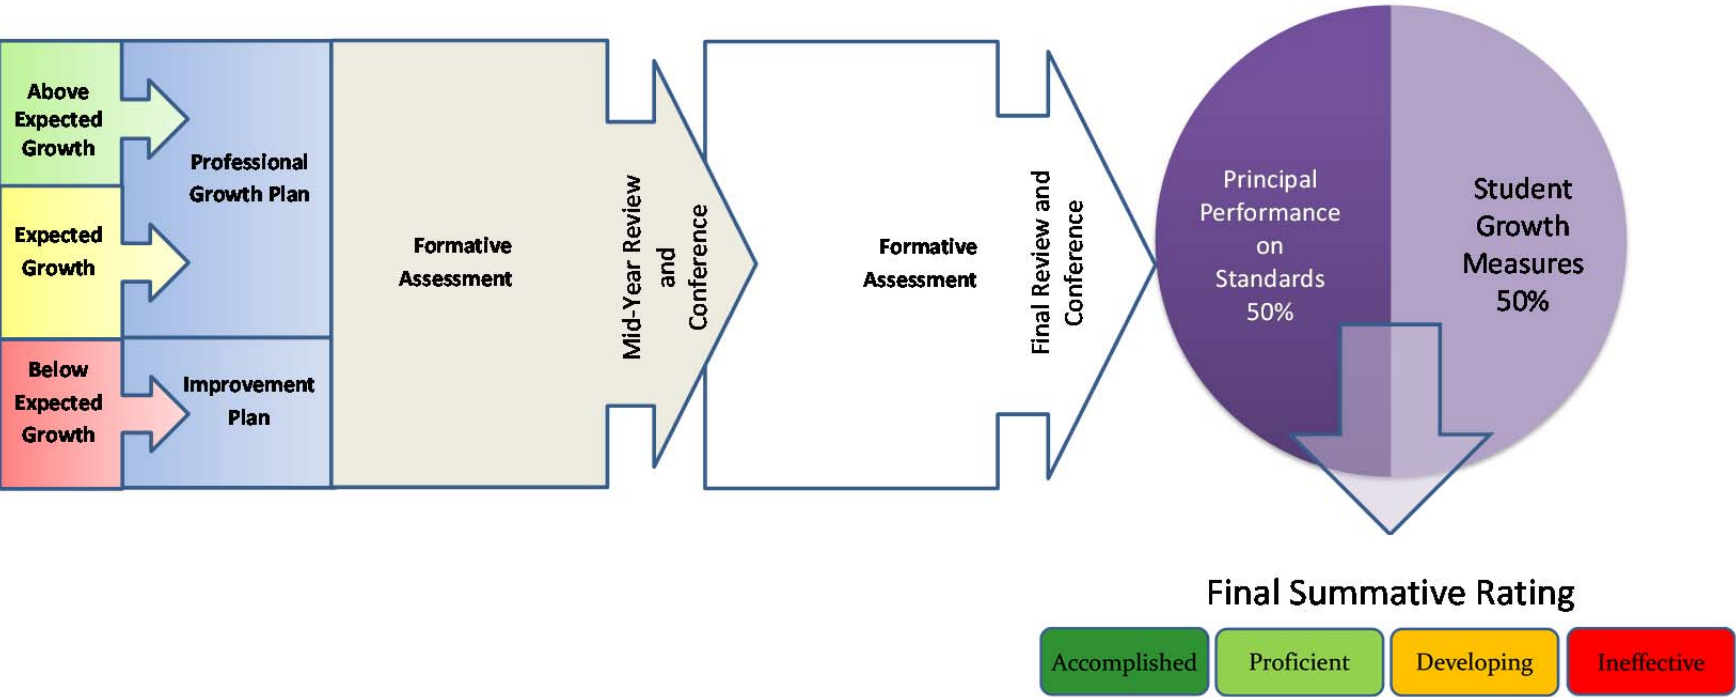 Above
Expected
Growth
Expected
Growth
Below
Expected
Growth
Professional
Growth Plan
Improvement
Plan
Formative
Assessment
Mid-Year Review
and
Conference
Formative
Assessment
Final Review and
Conference
Principal
Performance
on
Standards
50%
Student
Growth
Measures
50%
Final Summative Rating
Accomplished
Proficient
Developing
Ineffective